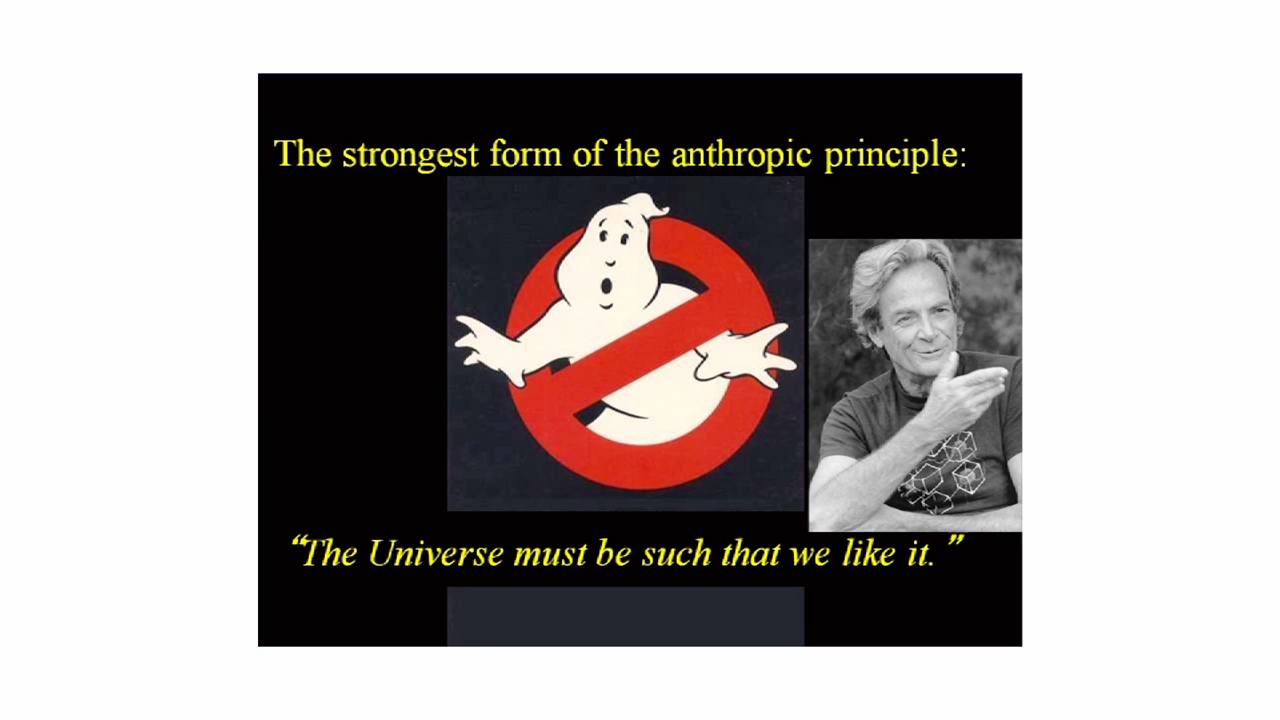 The strongest form of the anthropic principle:
“The Universe must be such that we like it.”